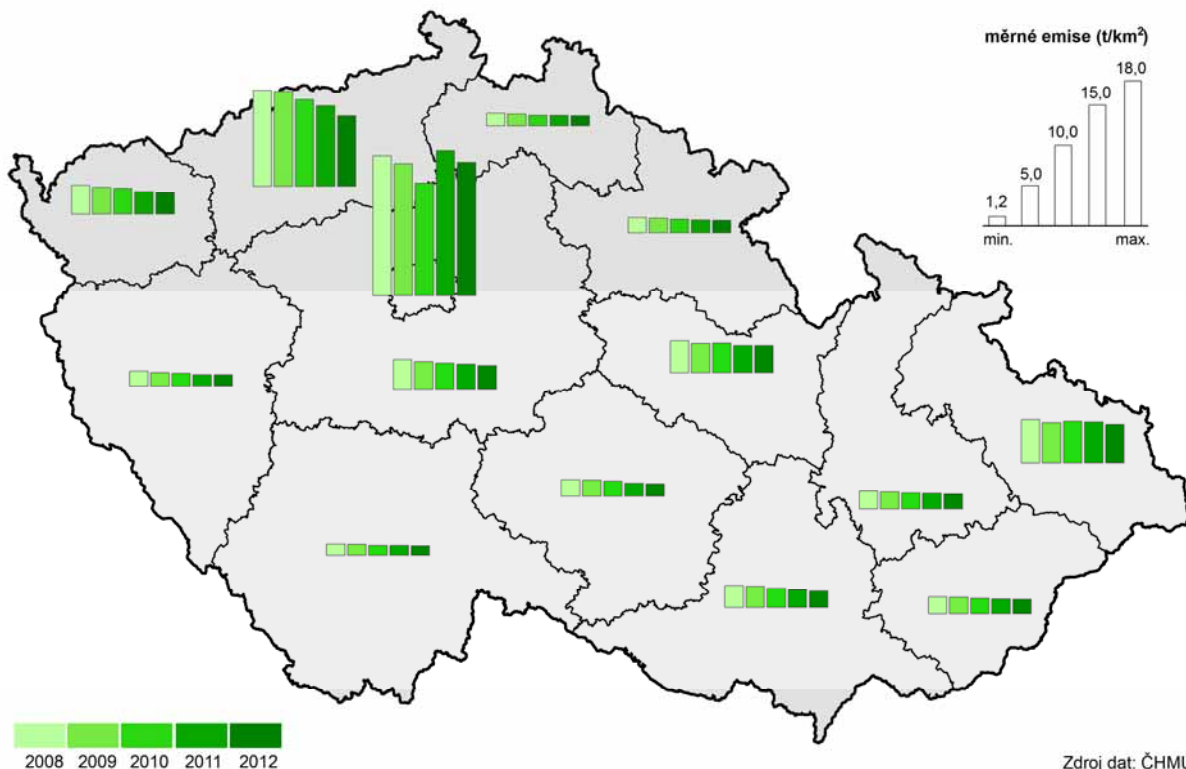 měrné emise (t/km²)
18,0
15,0
10,0
5,0
1,2
min.
max.
2008 2009 2010 2011 2012
Zdroj dat: ČHMÚ